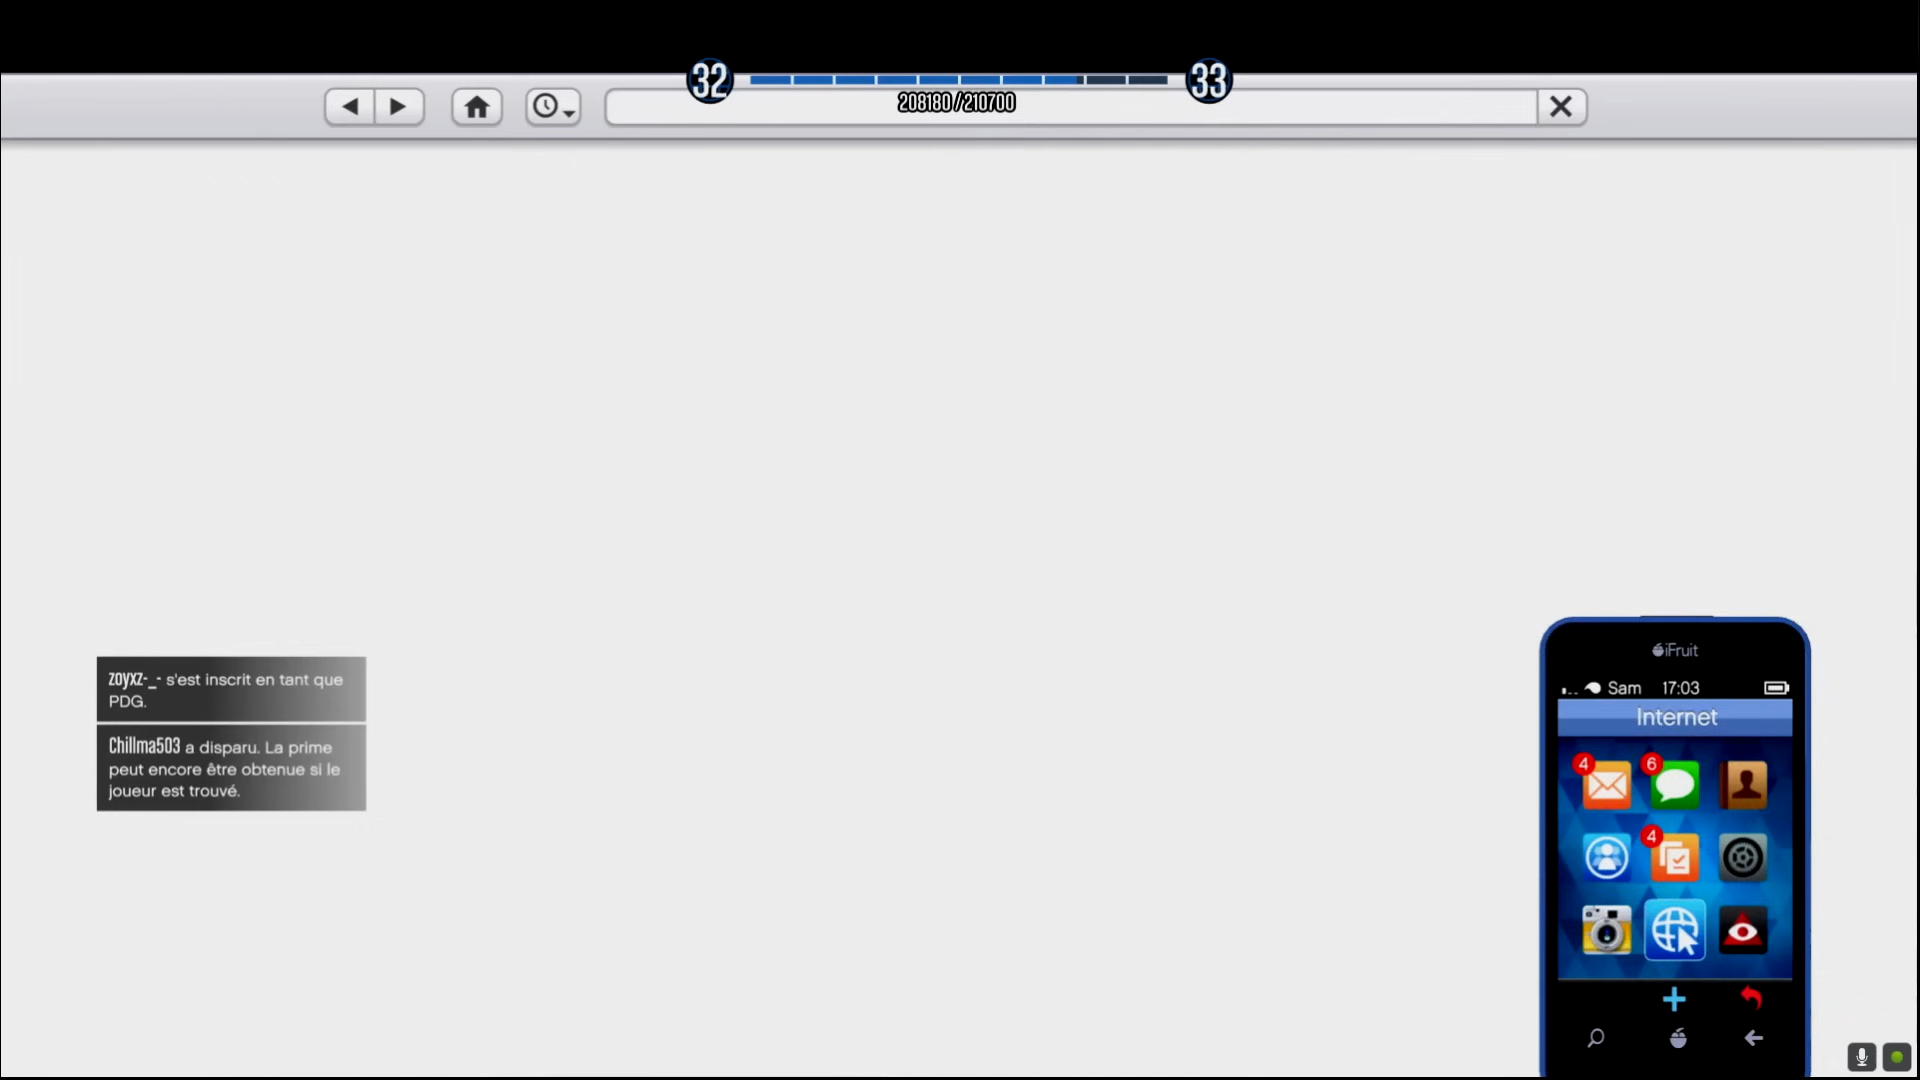 32
33
208180/210700
zoyxz-_- s'est inscrit en tant que
PDG.
Chillma503 a disparu. La prime
peut encore être obtenue si le
joueur est trouvé.
iFruit
Sam 17:03
Internet
4
6
4